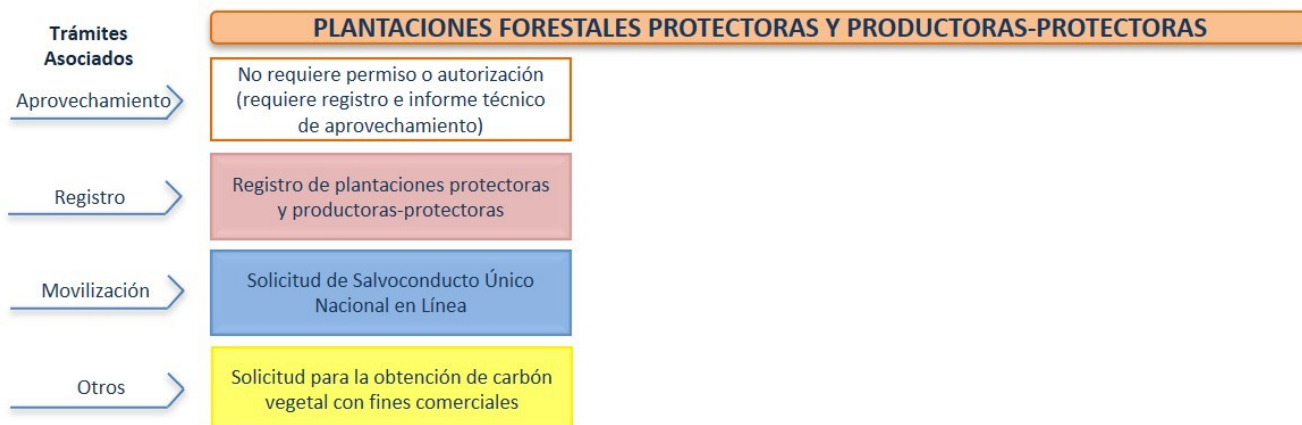 Trámites
Asociados
PLANTACIONES FORESTALES PROTECTORAS Y PRODUCTORAS-PROTECTORAS
Aprovechamiento
No requiere permiso o autorización
(requiere registro e informe técnico
de aprovechamiento)
Registro
Registro de plantaciones protectoras
y productoras-protectoras
Movilización
Solicitud de Salvoconducto Único
Nacional en Línea
Otros
Solicitud para la obtención de carbón
vegetal con fines comerciales